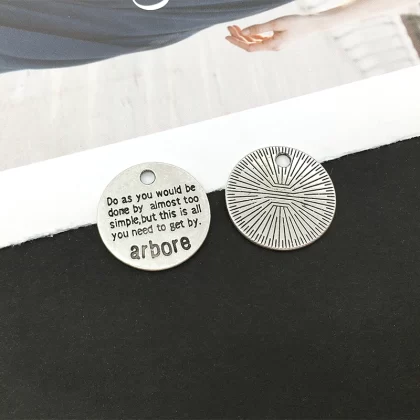 Do as you would be
done by almost too
simple,but this is all
you need to get by.
arbore